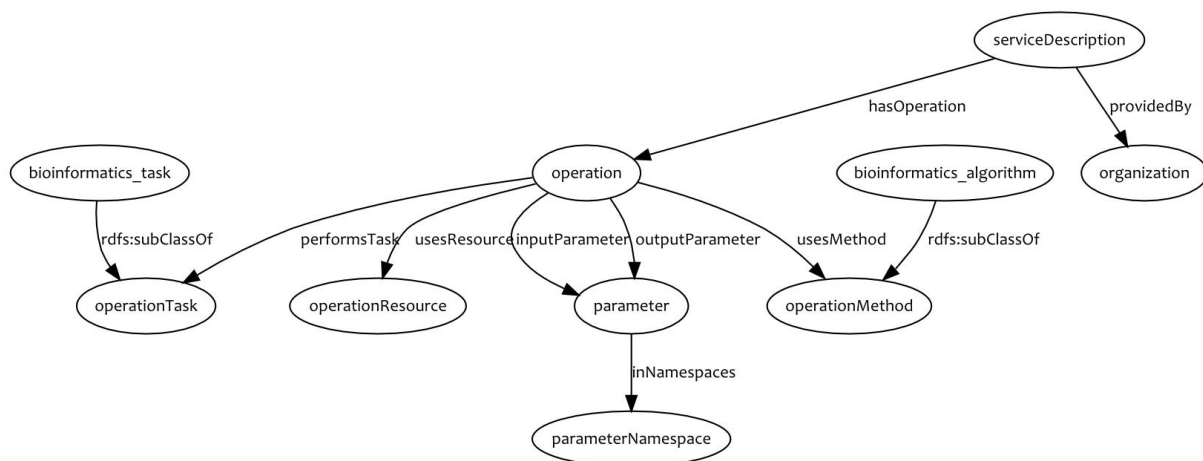 serviceDescription
hasOperation
providedBy
bioinformatics_task
operation
bioinformatics_algorithm
organization
rdfs:subClassOf
performsTask
usesResource
inputParameter
outputParameter
usesMethod
rdfs:subClassOf
operationTask
operationResource
parameter
operationMethod
inNamespaces
parameterNamespace